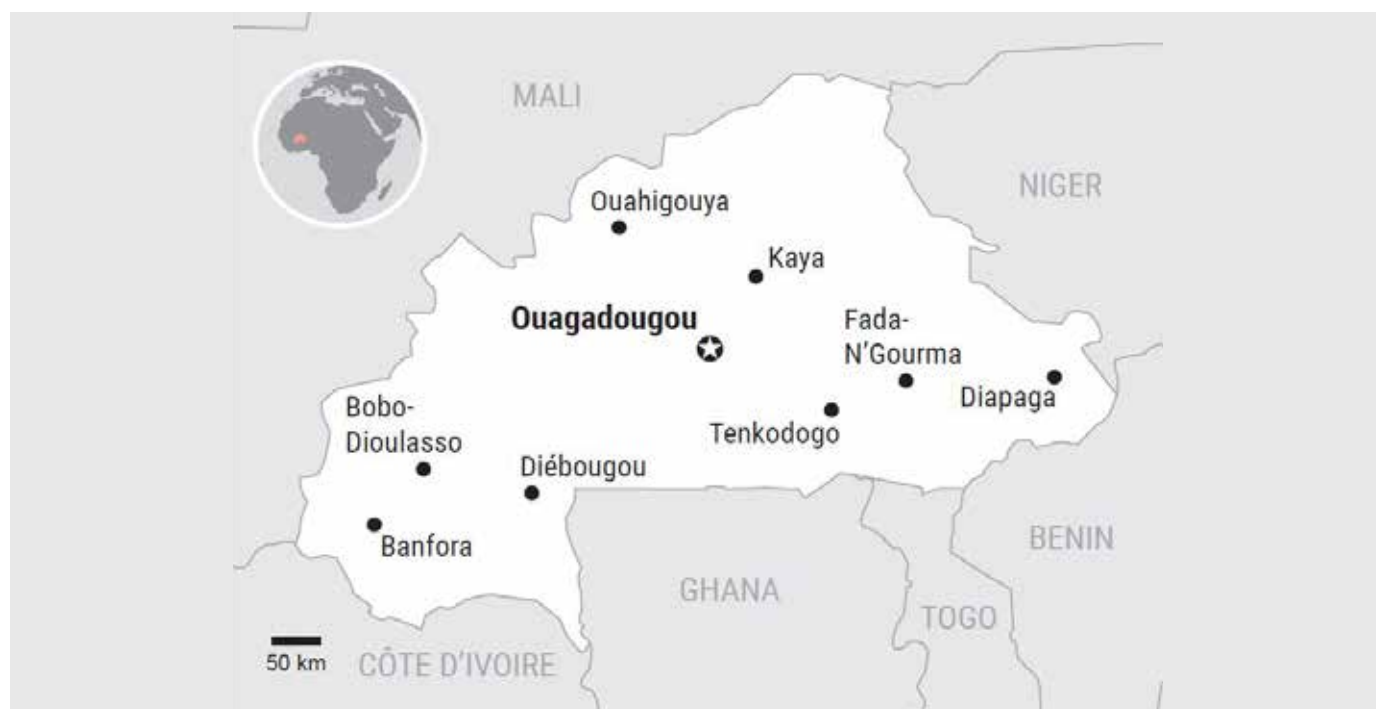 MALI
NIGER
Ouahigouya
Kaya
Ouagadougou
Fada-
N'Gourma
Diapaga
Bobo-
Dioulasso
Tenkodogo
Diébougou
Banfora
BENIN
GHANA
TOGO
50 km
CÔTE D'IVOIRE